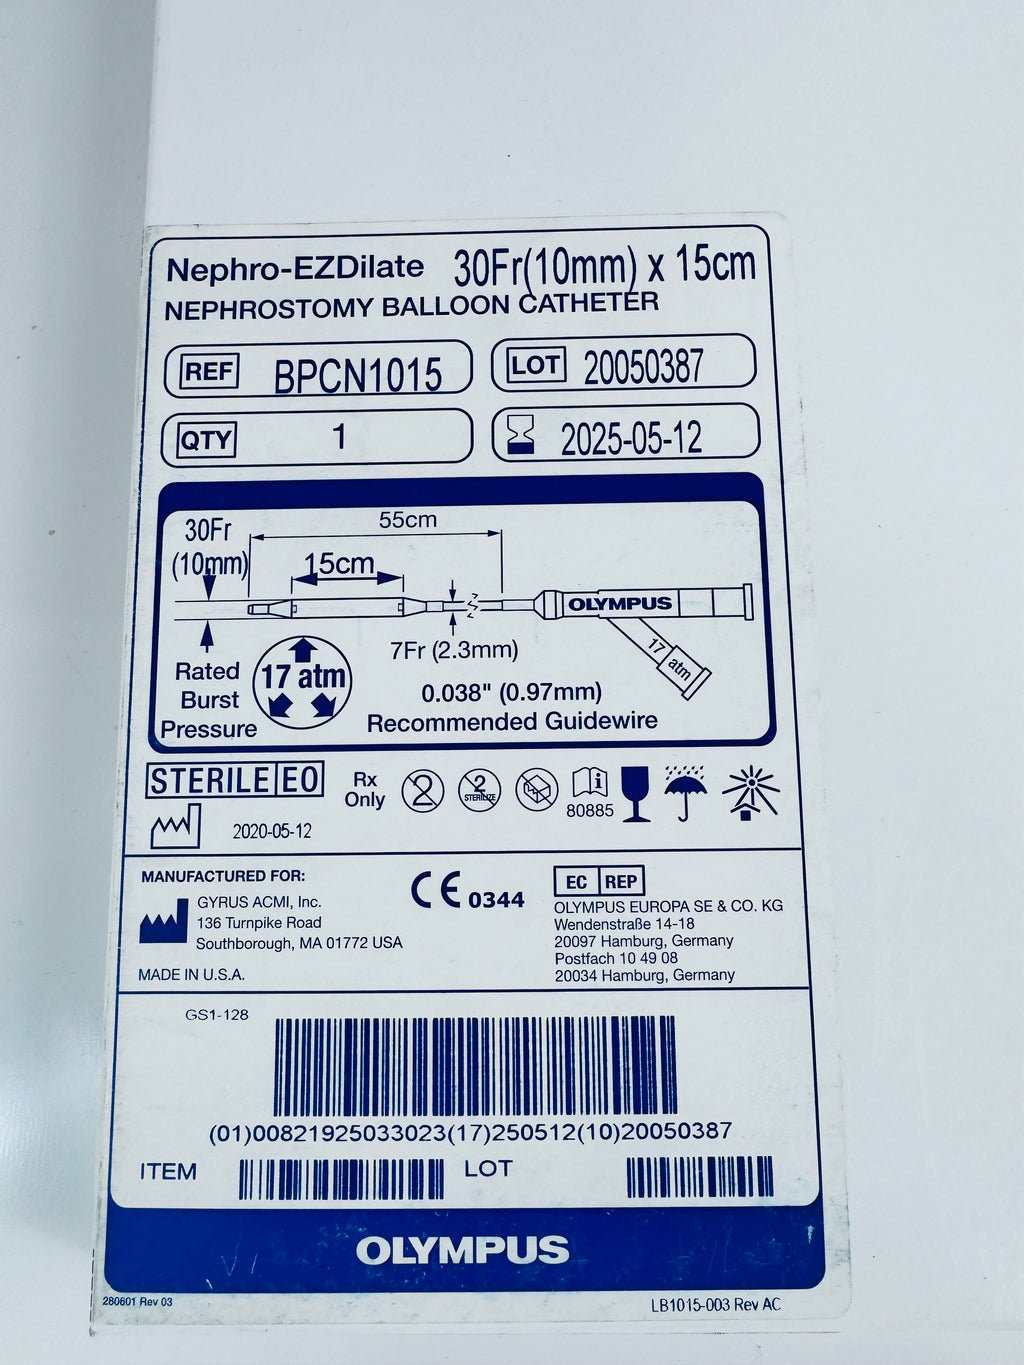 Nephro-EZDilate 30Fr(10mm) x 15cm
NEPHROSTOMY BALLOON CATHETER
REF BPCN1015
LOT 20050387
QTY 1
2025-05-12
30Fr
(10mm)
55cm
15cm
OLYMPUS
17 atm
7Fr (2.3mm)
Rated
Burst
Pressure
17 atm
0.038" (0.97mm)
Recommended Guidewire
STERILE EO
Rx
Only
2
2
STERILIZE
i
80885
2020-05-12
MANUFACTURED FOR:
GYRUS ACMI, Inc.
136 Turnpike Road
Southborough, MA 01772 USA
MADE IN U.S.A.
CE 0344
EC REP
OLYMPUS EUROPA SE & CO. KG
Wendenstraße 14-18
20097 Hamburg, Germany
Postfach 10 49 08
20034 Hamburg, Germany
GS1-128
(01)00821925033023(17)250512(10)20050387
ITEM
LOT
OLYMPUS
280601 Rev 03
LB1015-003 Rev AC